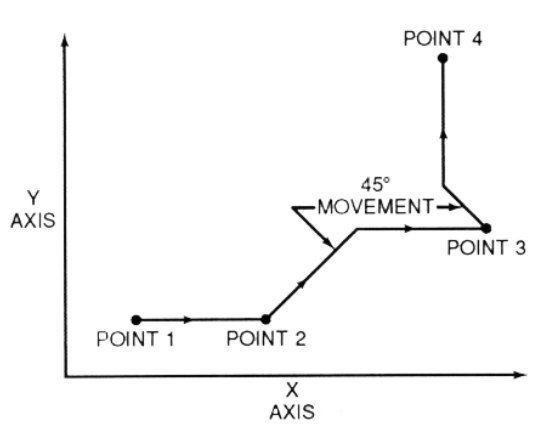 POINT 4
45°
MOVEMENT
Y
AXIS
POINT 3
POINT 1
POINT 2
X
AXIS